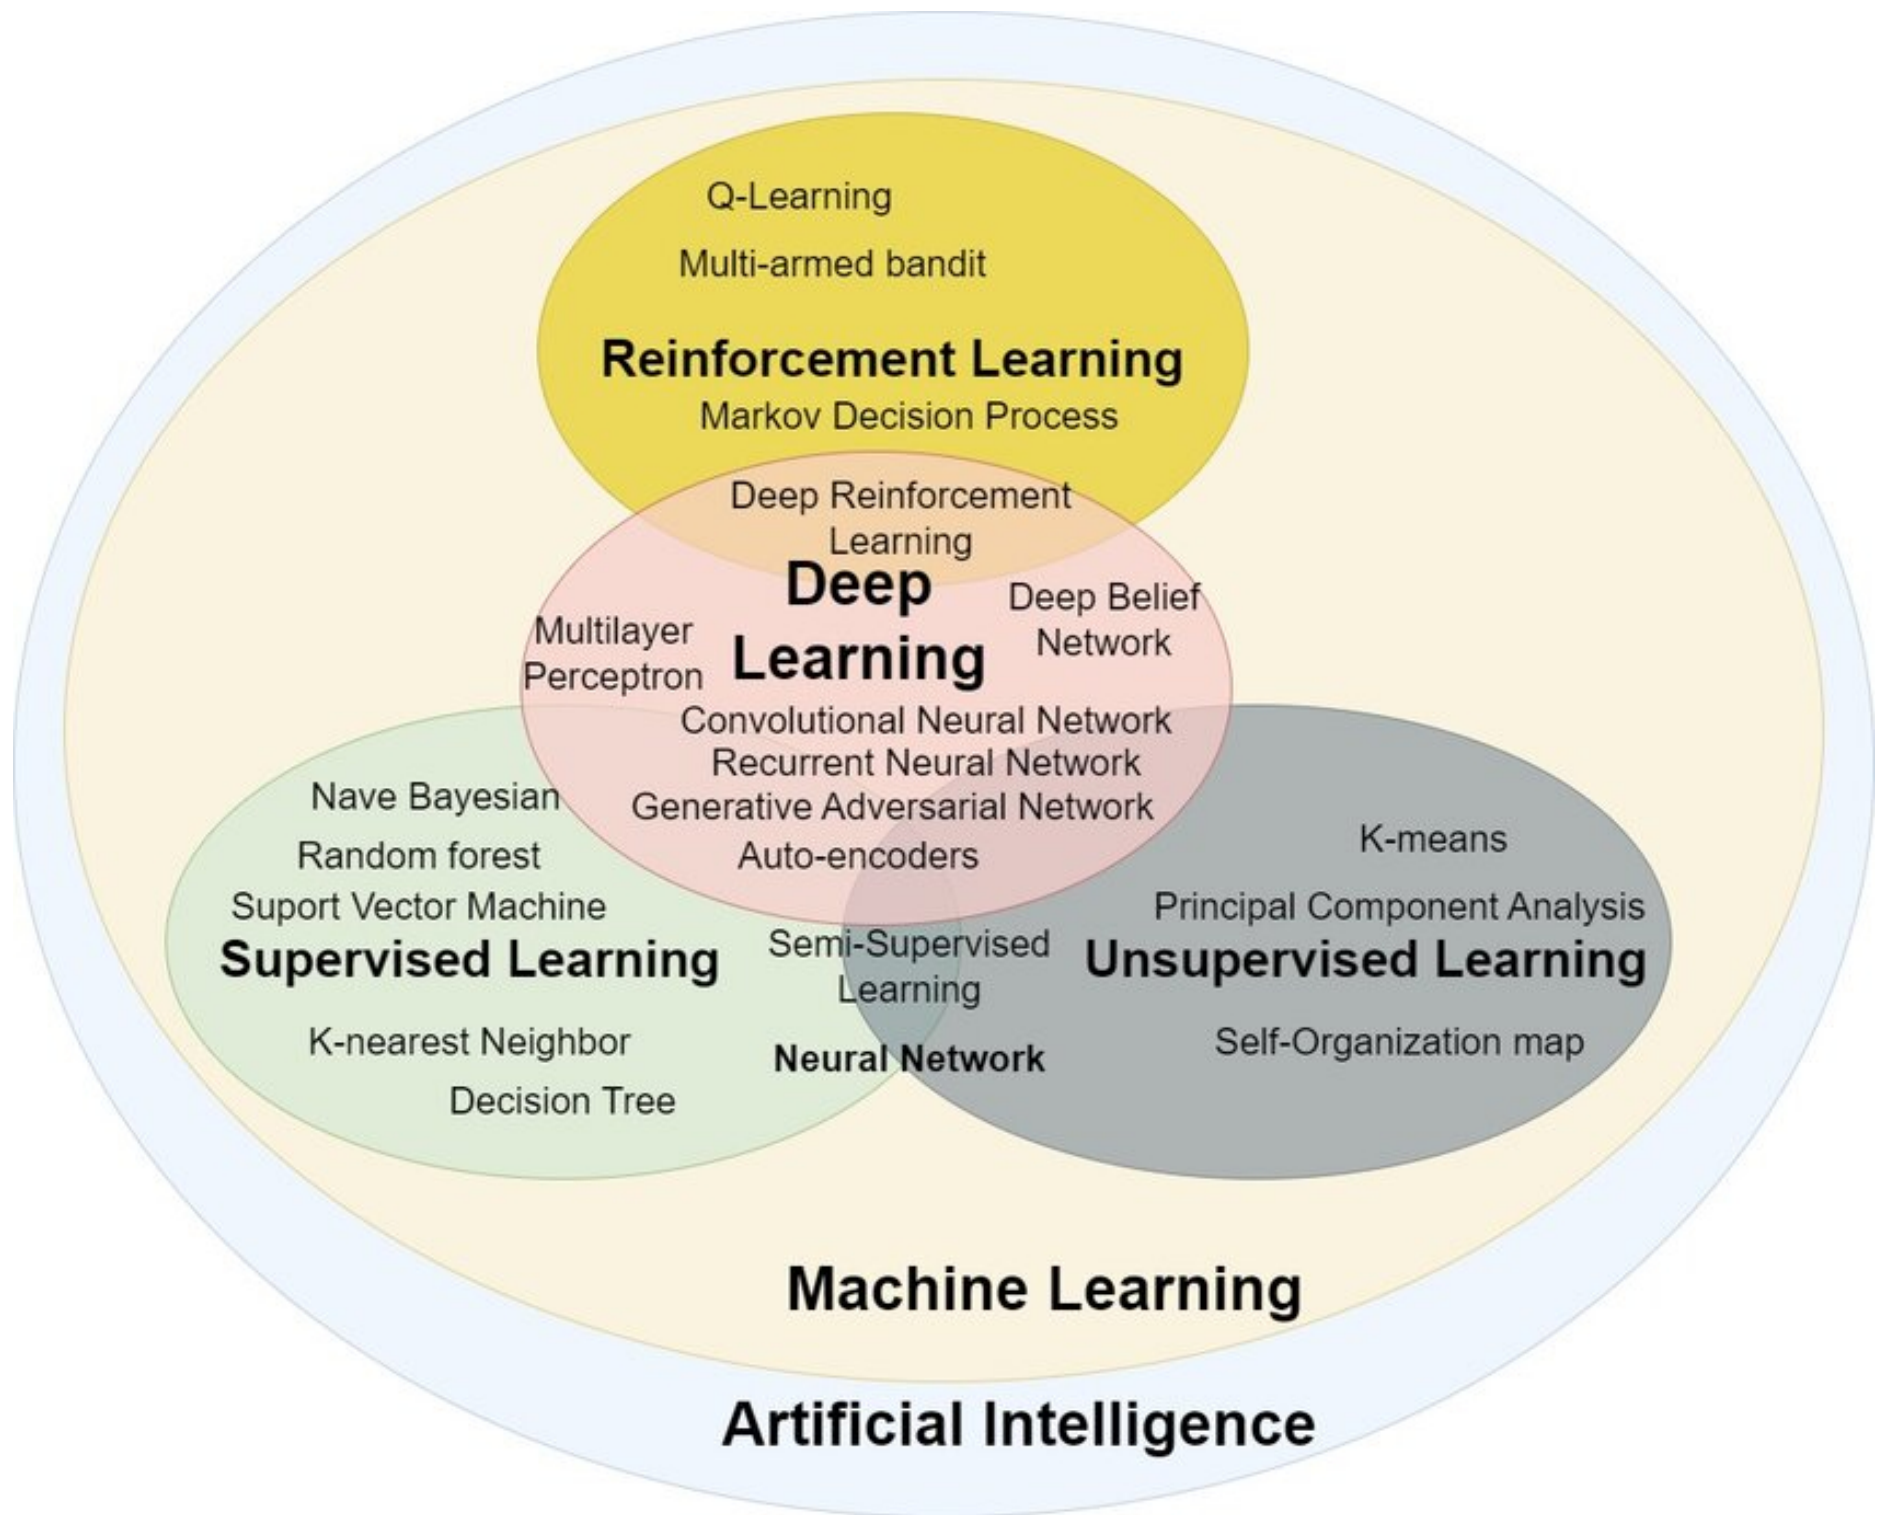 Q-Learning
Multi-armed bandit
Reinforcement Learning
Markov Decision Process
Deep Reinforcement
Learning
Deep
Learning
Deep Belief
Network
Multilayer
Perceptron
Convolutional Neural Network
Recurrent Neural Network
Generative Adversarial Network
Auto-encoders
Nave Bayesian
Random forest
Suport Vector Machine
Supervised Learning
K-nearest Neighbor
Decision Tree
Semi-Supervised
Learning
Neural Network
K-means
Principal Component Analysis
Unsupervised Learning
Self-Organization map
Machine Learning
Artificial Intelligence